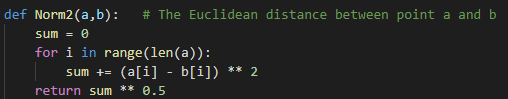 def Norm2(a,b):   # The Euclidean distance between point a and b
    sum = 0
    for i in range(len(a)):
        sum += (a[i] - b[i]) ** 2
    return sum ** 0.5